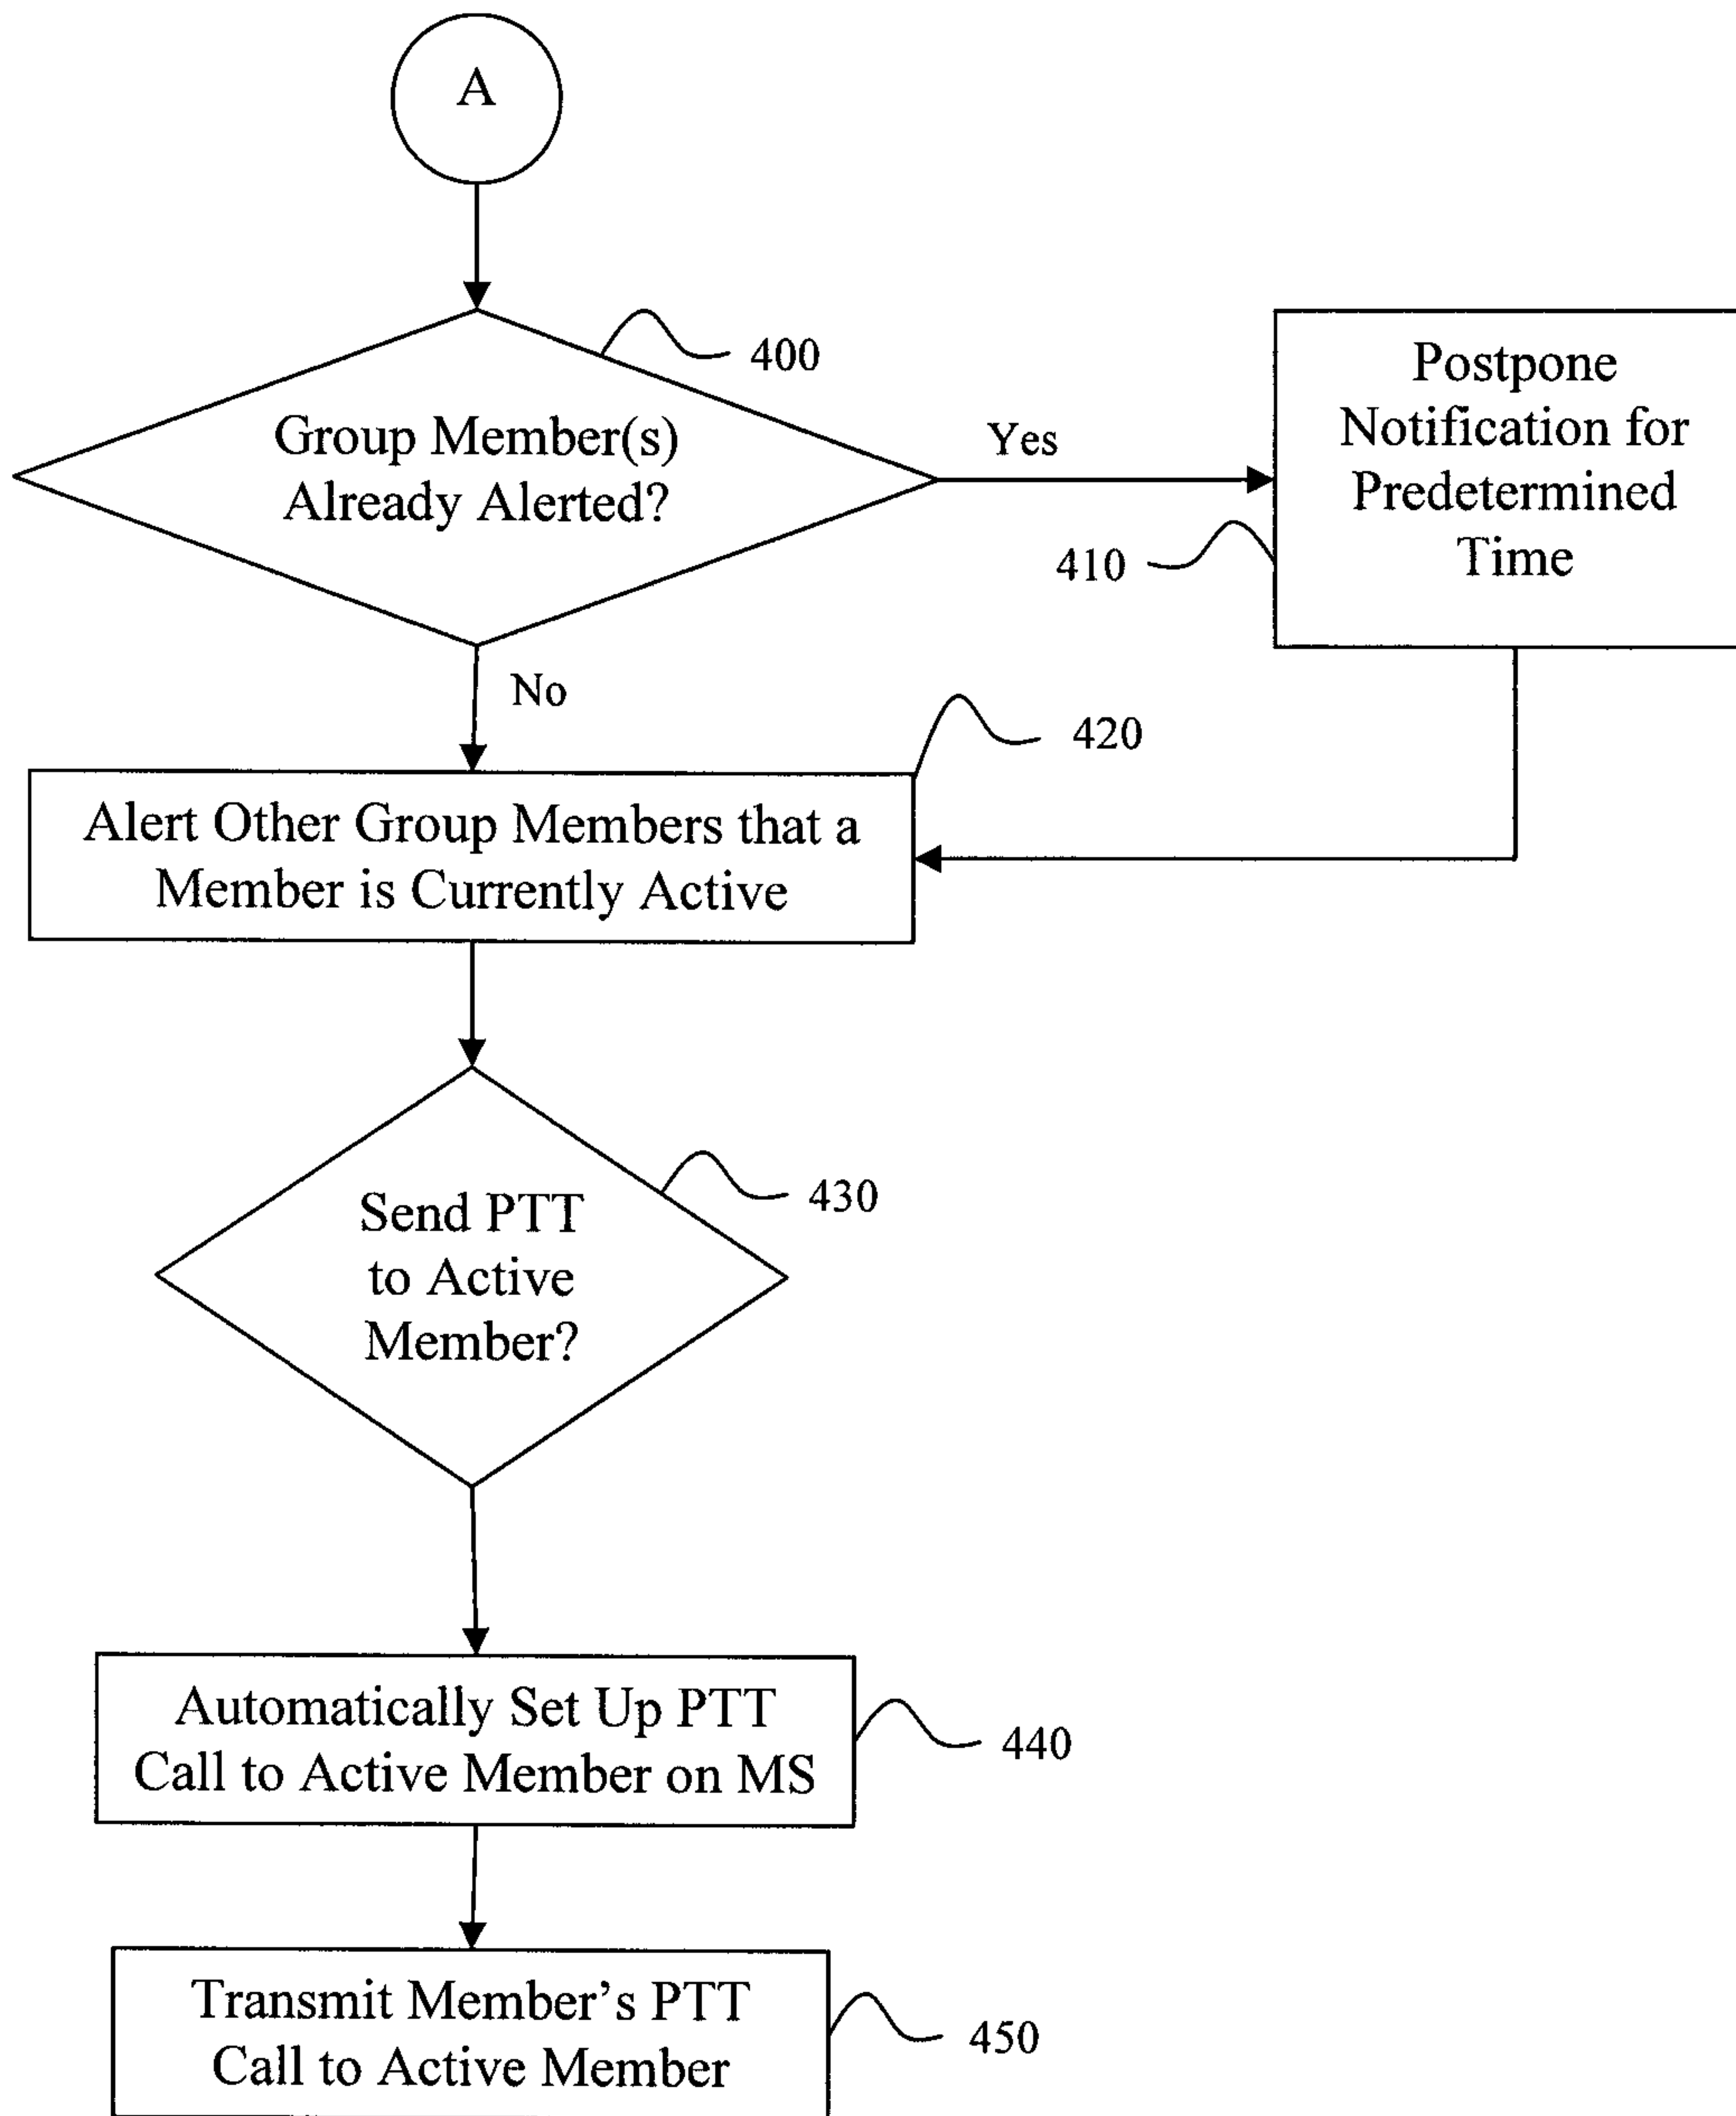 A
400
Group Member(s)
Already Alerted?
Yes
Postpone
Notification for
Predetermined
Time
410
No
420
Alert Other Group Members that a
Member is Currently Active
430
Send PTT
to Active
Member?
Automatically Set Up PTT
Call to Active Member on MS
440
Transmit Member's PTT
Call to Active Member
450